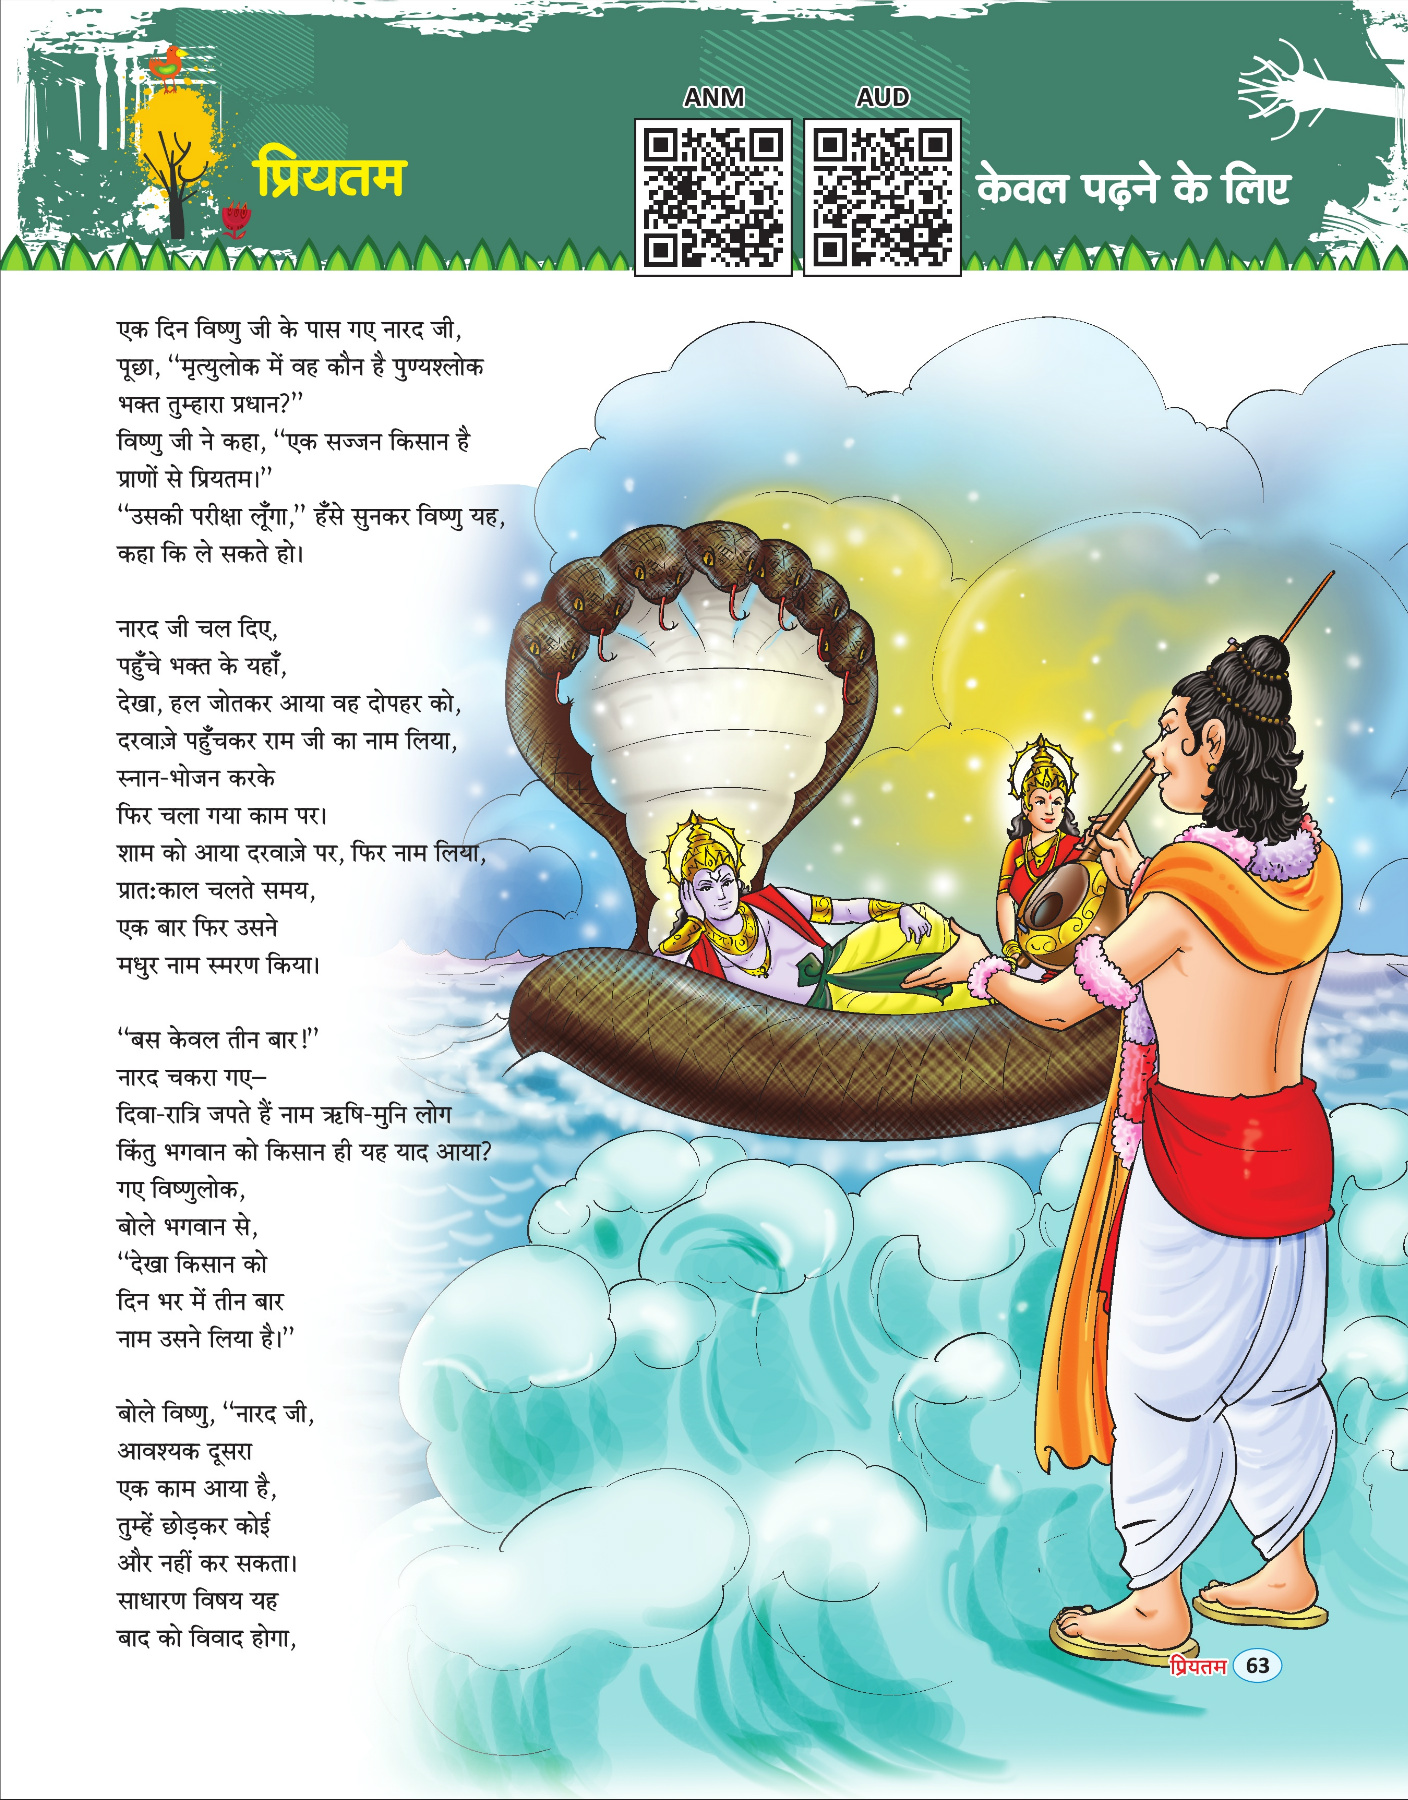 प्रियतम
ANM
AUD
केवल पढ़ने के लिए
एक दिन विष्णु जी के पास गए नारद जी,
पूछा, “मृत्युलोक में वह कौन है पुण्यश्लोक
भक्त तुम्हारा प्रधान?”
विष्णु जी ने कहा, “एक सज्जन किसान है
प्राणों से प्रियतम।”
“उसकी परीक्षा लूँगा,” हँसे सुनकर विष्णु यह,
कहा कि ले सकते हो।
नारद जी चल दिए,
पहुँचे भक्त के यहाँ,
देखा, हल जोतकर आया वह दोपहर को,
दरवाज़े पहुँचकर राम जी का नाम लिया,
स्नान-भोजन करके
फिर चला गया काम पर।
शाम को आया दरवाज़े पर, फिर नाम लिया,
प्रात:काल चलते समय,
एक बार फिर उसने
मधुर नाम स्मरण किया।
“बस केवल तीन बार!”
नारद चकरा गए–
दिवा-रात्रि जपते हैं नाम ऋषि-मुनि लोग
किंतु भगवान को किसान ही यह याद आया?
गए विष्णुलोक,
बोले भगवान से,
“देखा किसान को
दिन भर में तीन बार
नाम उसने लिया है।”
बोले विष्णु, “नारद जी,
आवश्यक दूसरा
एक काम आया है,
तुम्हें छोड़कर कोई
और नहीं कर सकता।
साधारण विषय यह
बाद को विवाद होगा,
प्रियतम 63